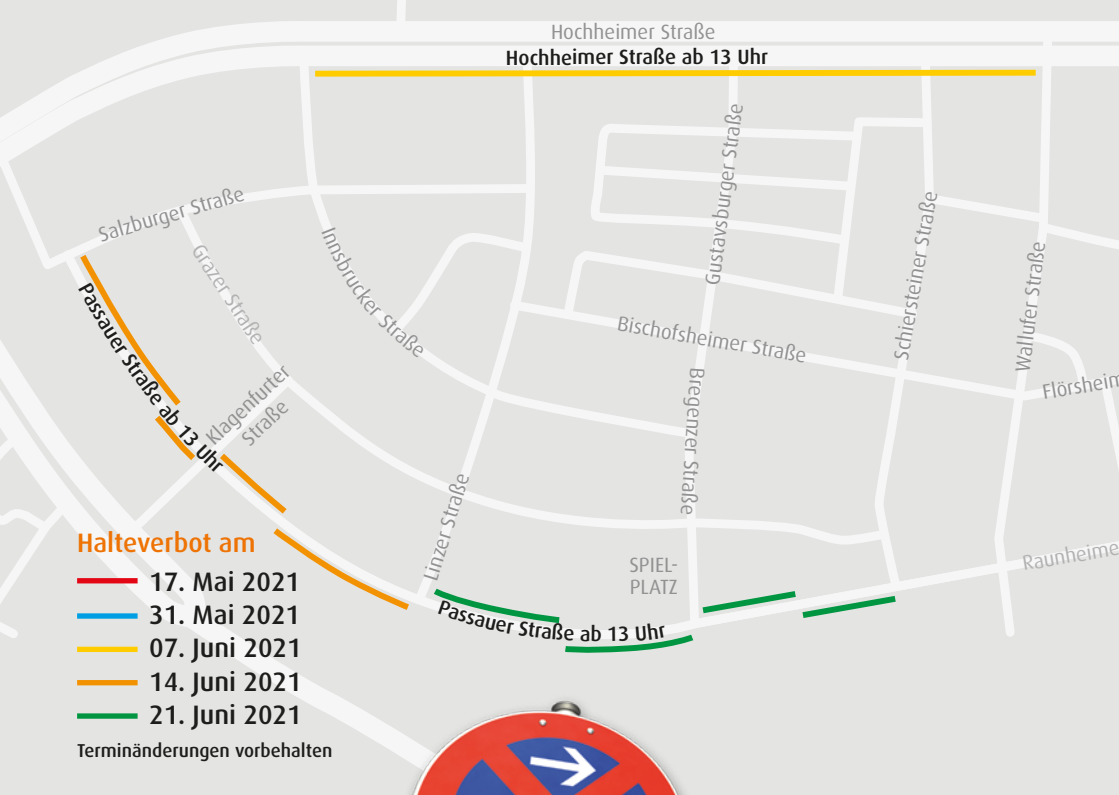 Hochheimer Straße
Hochheimer Straße ab 13 Uhr
Salzburger Straße
Grazer Straße
Innsbrucker Straße
Gustavsburger Straße
Schiersteiner Straße
Wallufer Straße
Passauer Straße ab 13 Uhr
Bischofsheimer Straße
Flörsheim
Klagenfurter
Straße
Bregenzer Straße
Linzer Straße
SPIEL-
PLATZ
Raunheime
Passauer Straße ab 13 Uhr
Halteverbot am
17. Mai 2021
31. Mai 2021
07. Juni 2021
14. Juni 2021
21. Juni 2021
Terminänderungen vorbehalten